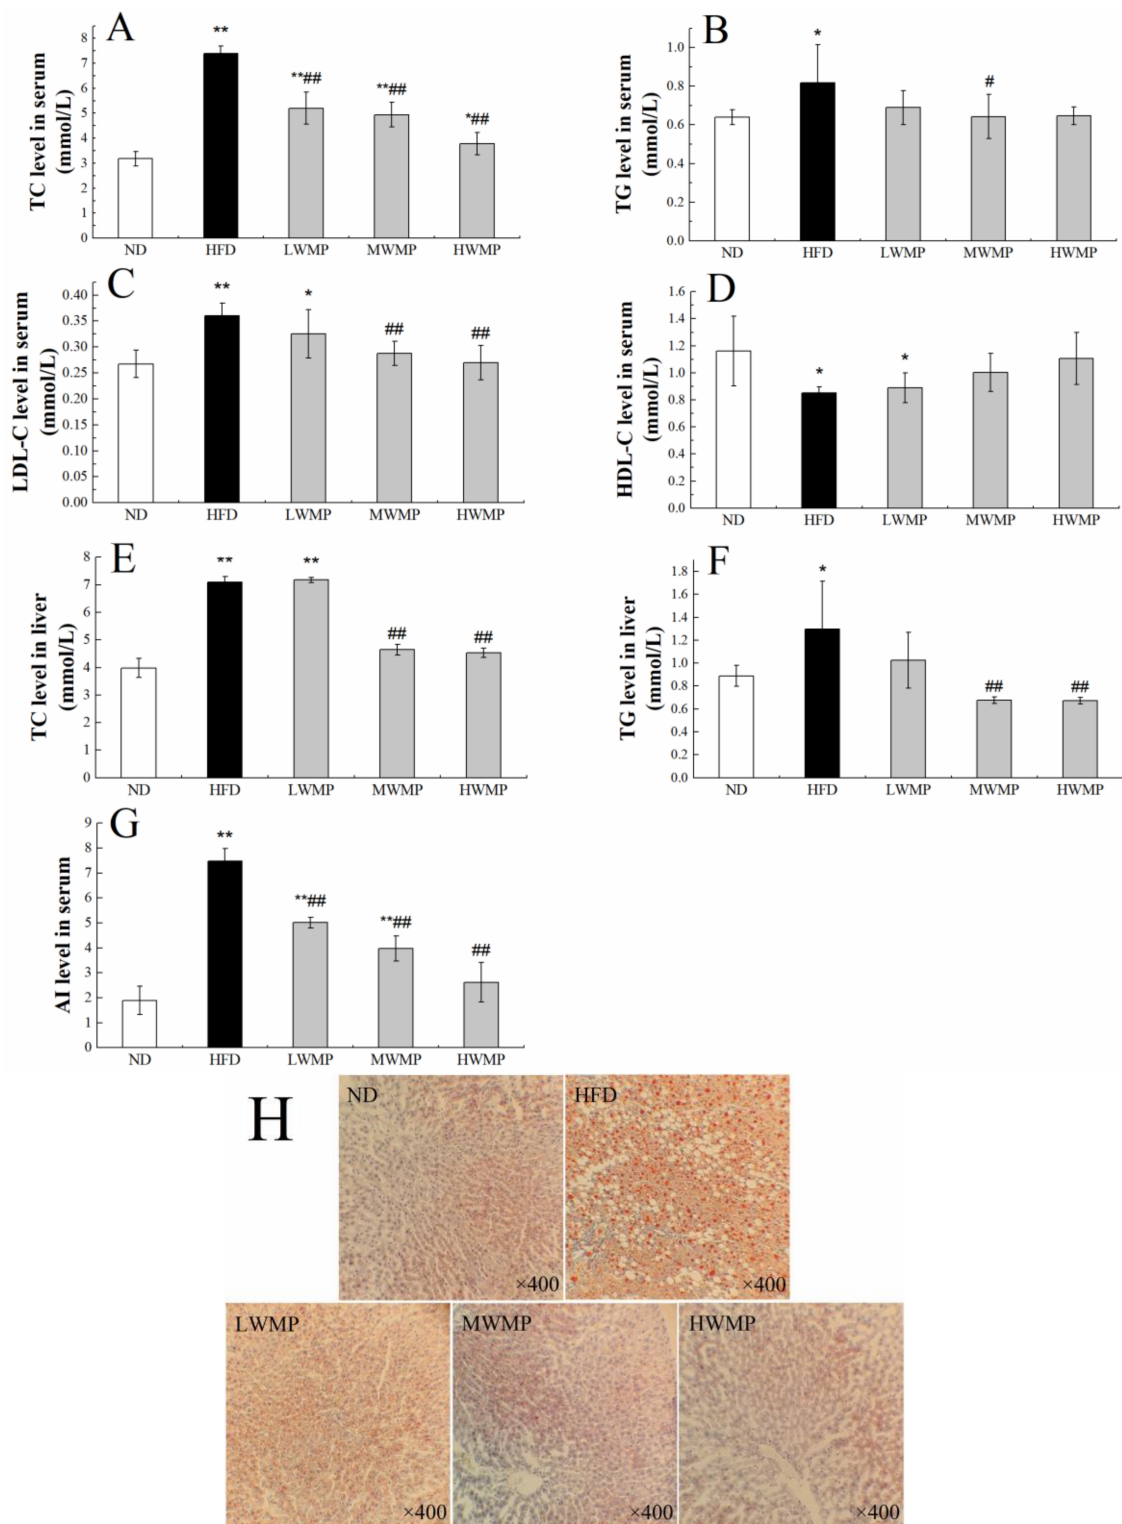 A
TC level in serum
(mmol/L)
8
7
6
5
4
3
2
1
0
**
**##
**##
*##
ND HFD LWMP MWMP HWMP
B
TG level in serum
(mmol/L)
1.0
0.8
0.6
0.4
0.2
0.0
*
#
ND HFD LWMP MWMP HWMP
C
LDL-C level in serum
(mmol/L)
0.40
0.35
0.30
0.25
0.20
0.15
0.10
0.05
0.00
**
*
##
##
ND HFD LWMP MWMP HWMP
D
HDL-C level in serum
(mmol/L)
1.6
1.4
1.2
1.0
0.8
0.6
0.4
0.2
0.0
*
*
ND HFD LWMP MWMP HWMP
E
TC level in liver
(mmol/L)
8
7
6
5
4
3
2
1
0
**
**
##
##
ND HFD LWMP MWMP HWMP
F
TG level in liver
(mmol/L)
1.8
1.6
1.4
1.2
1.0
0.8
0.6
0.4
0.2
0.0
*
##
##
ND HFD LWMP MWMP HWMP
G
AI level in serum
9
8
7
6
5
4
3
2
1
0
**
**##
**##
##
ND HFD LWMP MWMP HWMP
H
ND
×400
HFD
×400
LWMP
×400
MWMP
×400
HWMP
×400